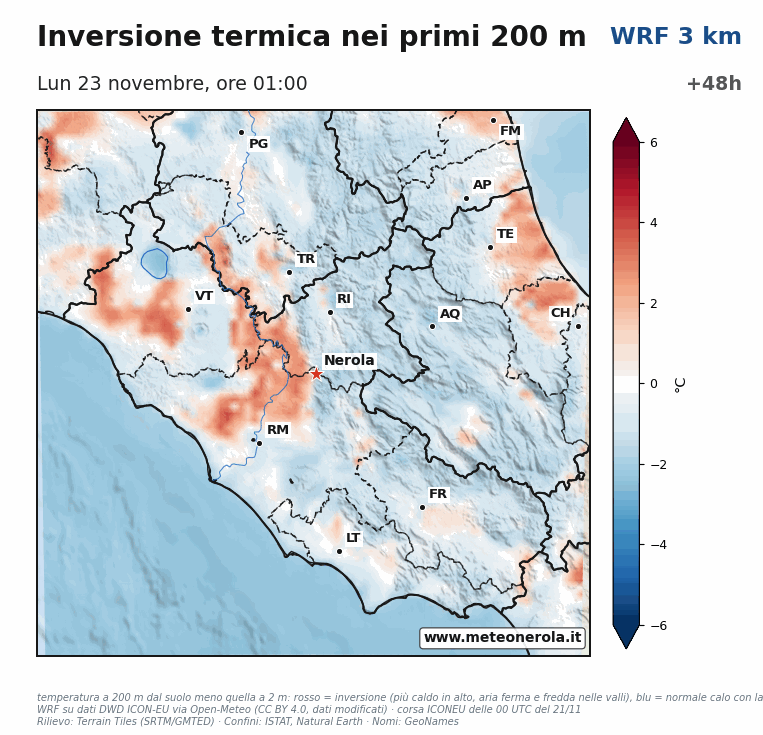 Inversione termica nei primi 200 m
WRF 3 km
Lun 23 novembre, ore 01:00
+48h
PG
FM
AP
TE
TR
VT
RI
AQ
CH
Nerola
RM
FR
LT
6
4
2
0
−2
−4
−6
°C
www.meteonerola.it
temperatura a 200 m dal suolo meno quella a 2 m: rosso = inversione (più caldo in alto, aria ferma e fredda nelle valli), blu = normale calo con la
WRF su dati DWD ICON-EU via Open-Meteo (CC BY 4.0, dati modificati) · corsa ICONEU delle 00 UTC del 21/11
Rilievo: Terrain Tiles (SRTM/GMTED) · Confini: ISTAT, Natural Earth · Nomi: GeoNames